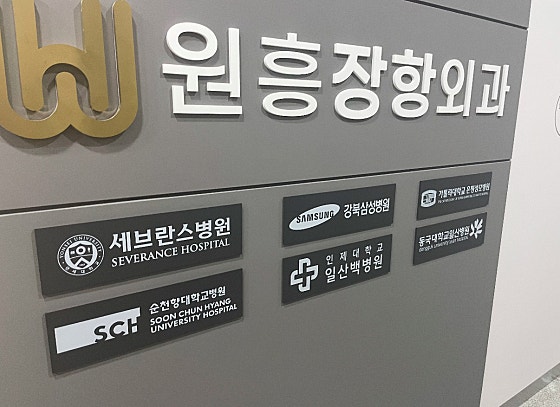 원흥장항외과
세브란스병원
SEVERANCE HOSPITAL
SAMSUNG 강북삼성병원
가톨릭대학교 은평성모병원
SCH 순천향대학교병원
SOON CHUN HYANG
UNIVERSITY HOSPITAL
인제대학교
일산백병원
동국대학교일산병원